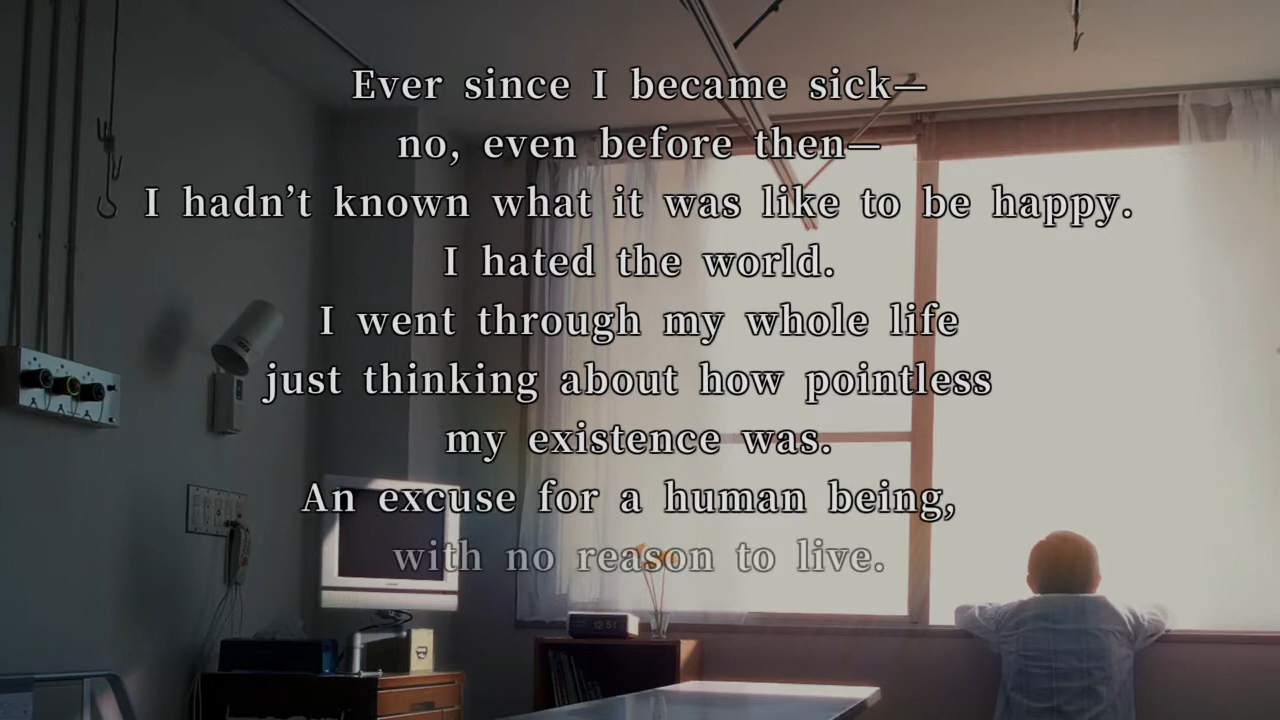 Ever since I became sick—
no, even before then—
I hadn’t known what it was like to be happy.
I hated the world.
I went through my whole life
just thinking about how pointless
my existence was.
An excuse for a human being,
with no reason to live.
12:51